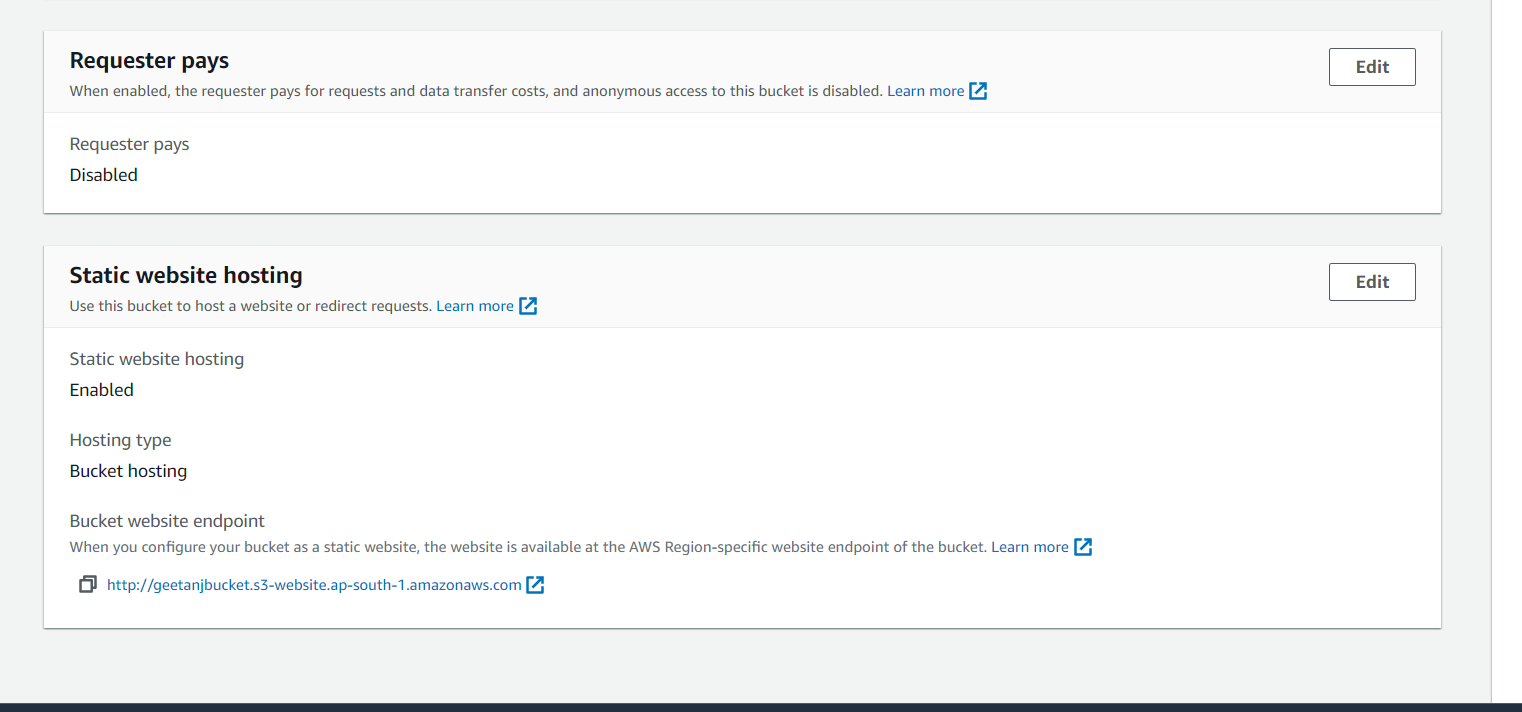 Requester pays
Edit
When enabled, the requester pays for requests and data transfer costs, and anonymous access to this bucket is disabled. Learn more
Requester pays
Disabled
Static website hosting
Edit
Use this bucket to host a website or redirect requests. Learn more
Static website hosting
Enabled
Hosting type
Bucket hosting
Bucket website endpoint
When you configure your bucket as a static website, the website is available at the AWS Region-specific website endpoint of the bucket. Learn more
http://geetanjbucket.s3-website.ap-south-1.amazonaws.com